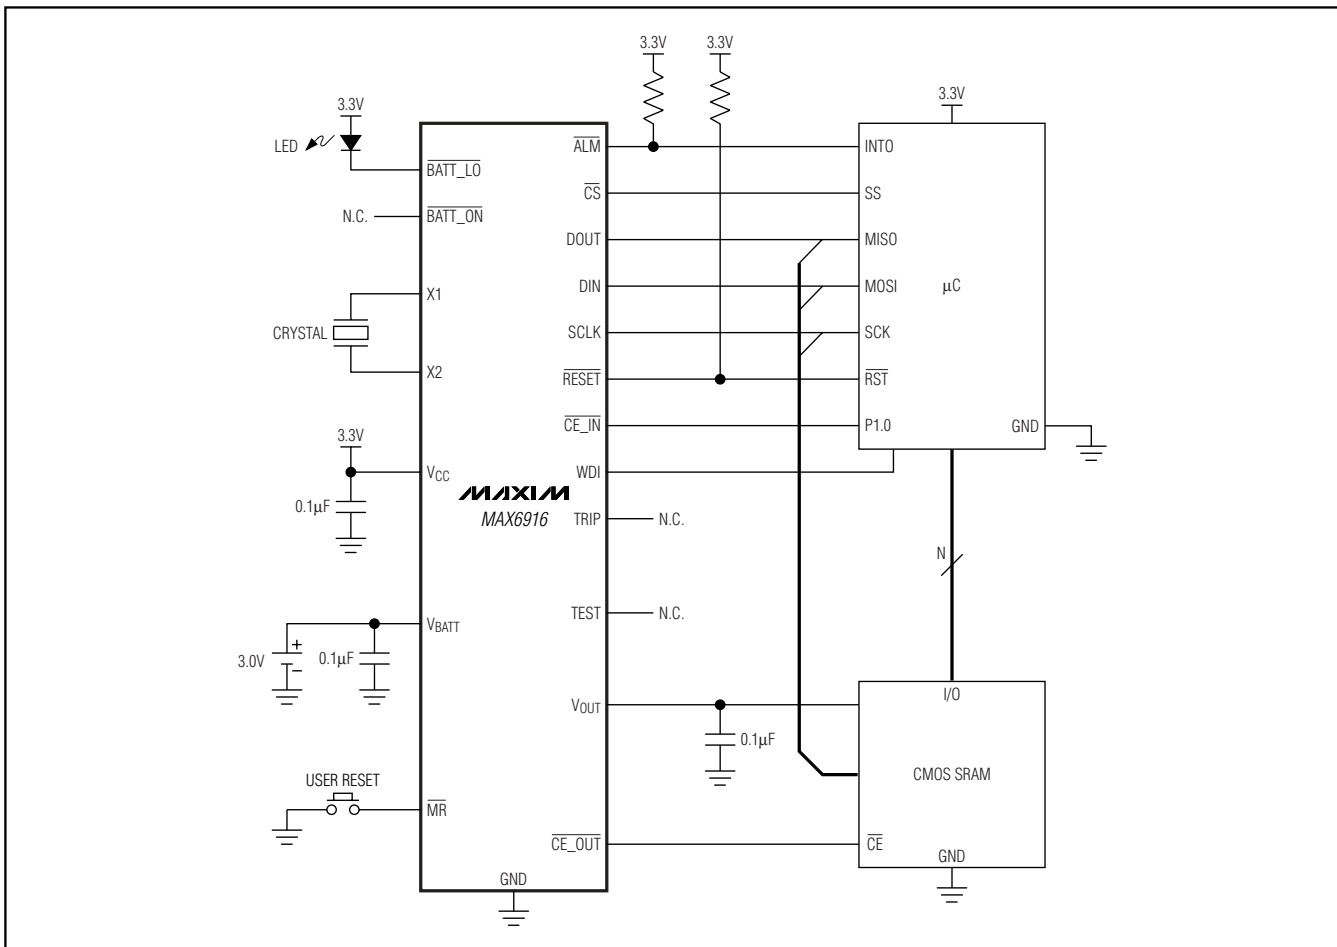 3.3V
3.3V
3.3V
3.3V
LED
BATT_LO
N.C.
BATT_ON
X1
CRYSTAL
X2
3.3V
VCC
0.1µF
VBATT
3.0V
+
−
0.1µF
USER RESET
MR
MAXIM
MAX6916
GND
ALM
CS
DOUT
DIN
SCLK
RESET
CE_IN
WDI
TRIP
N.C.
TEST
N.C.
VOUT
0.1µF
CE_OUT
INTO
SS
MISO
MOSI
µC
SCK
RST
P1.0
GND
N
I/O
CMOS SRAM
CE
GND